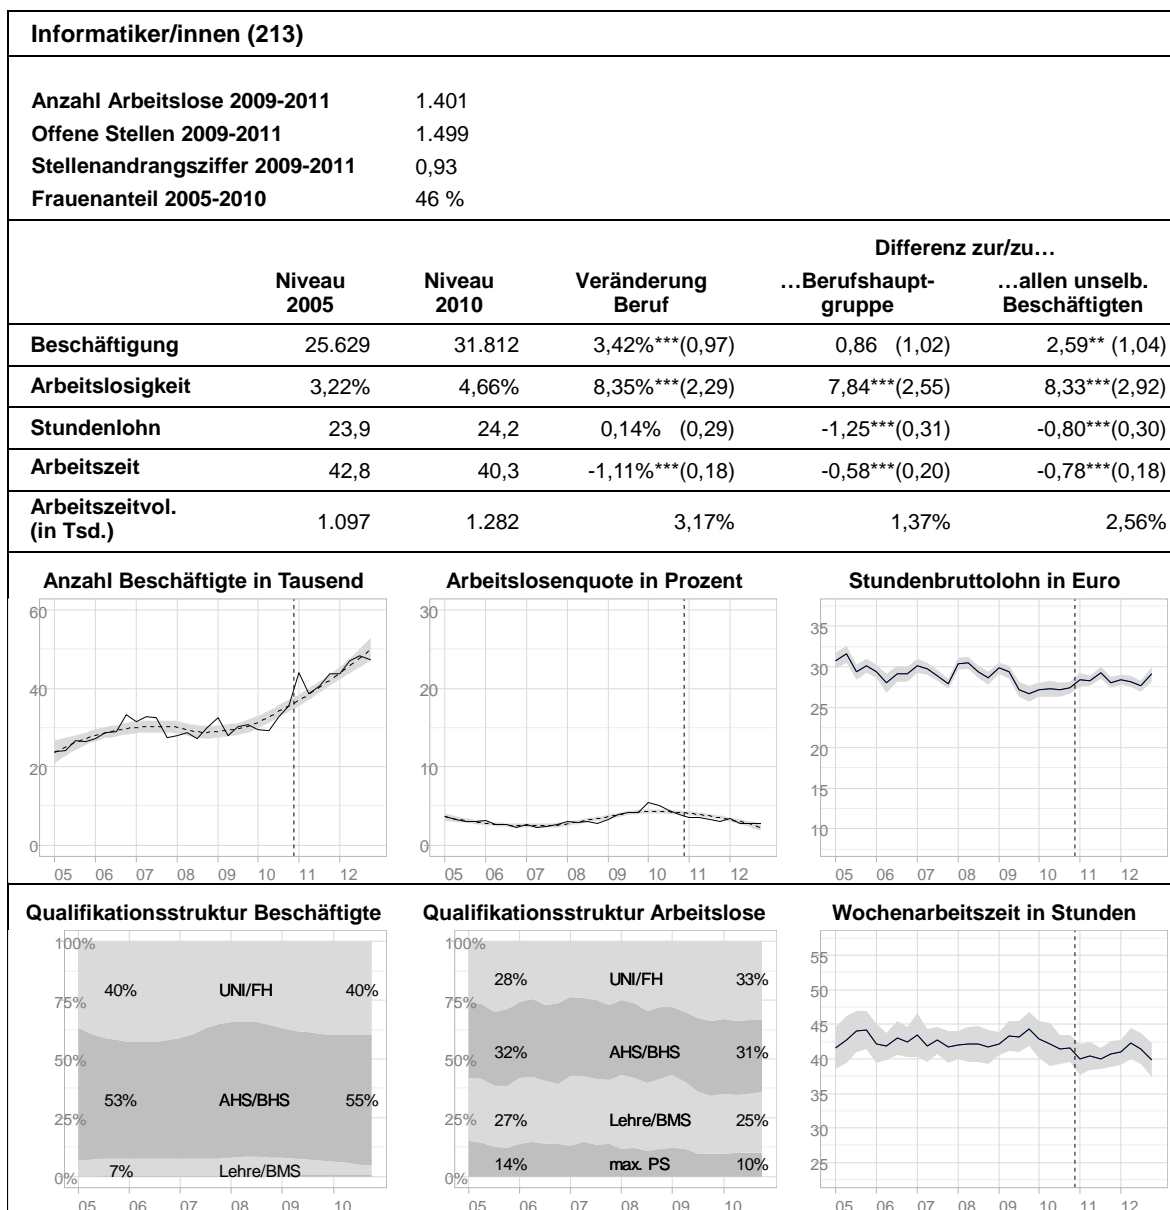 Informatiker/innen (213)
Anzahl Arbeitslose 2009-2011 1.401
Offene Stellen 2009-2011 1.499
Stellenandrangsziffer 2009-2011 0,93
Frauenanteil 2005-2010 46 %
Differenz zur/zu…
Niveau 2005 Niveau 2010 Veränderung Beruf …Berufshaupt-gruppe …allen unselb. Beschäftigten
Beschäftigung 25.629 31.812 3,42%***(0,97) 0,86 (1,02) 2,59** (1,04)
Arbeitslosigkeit 3,22% 4,66% 8,35%***(2,29) 7,84***(2,55) 8,33***(2,92)
Stundenlohn 23,9 24,2 0,14% (0,29) -1,25***(0,31) -0,80***(0,30)
Arbeitszeit 42,8 40,3 -1,11%***(0,18) -0,58***(0,20) -0,78***(0,18)
Arbeitszeitvol. (in Tsd.) 1.097 1.282 3,17% 1,37% 2,56%
Anzahl Beschäftigte in Tausend
60
40
20
0
05 06 07 08 09 10 11 12
Arbeitslosenquote in Prozent
30
20
10
0
05 06 07 08 09 10 11 12
Stundenbruttolohn in Euro
35
30
25
20
15
10
05 06 07 08 09 10 11 12
Qualifikationsstruktur Beschäftigte
100%
40% UNI/FH 40%
75%
50%
53% AHS/BHS 55%
25%
7% Lehre/BMS
0%
05 06 07 08 09 10
Qualifikationsstruktur Arbeitslose
100%
28% UNI/FH 33%
75%
50%
32% AHS/BHS 31%
27% Lehre/BMS 25%
25%
14% max. PS 10%
0%
05 06 07 08 09 10
Wochenarbeitszeit in Stunden
55
50
45
40
35
30
25
05 06 07 08 09 10 11 12